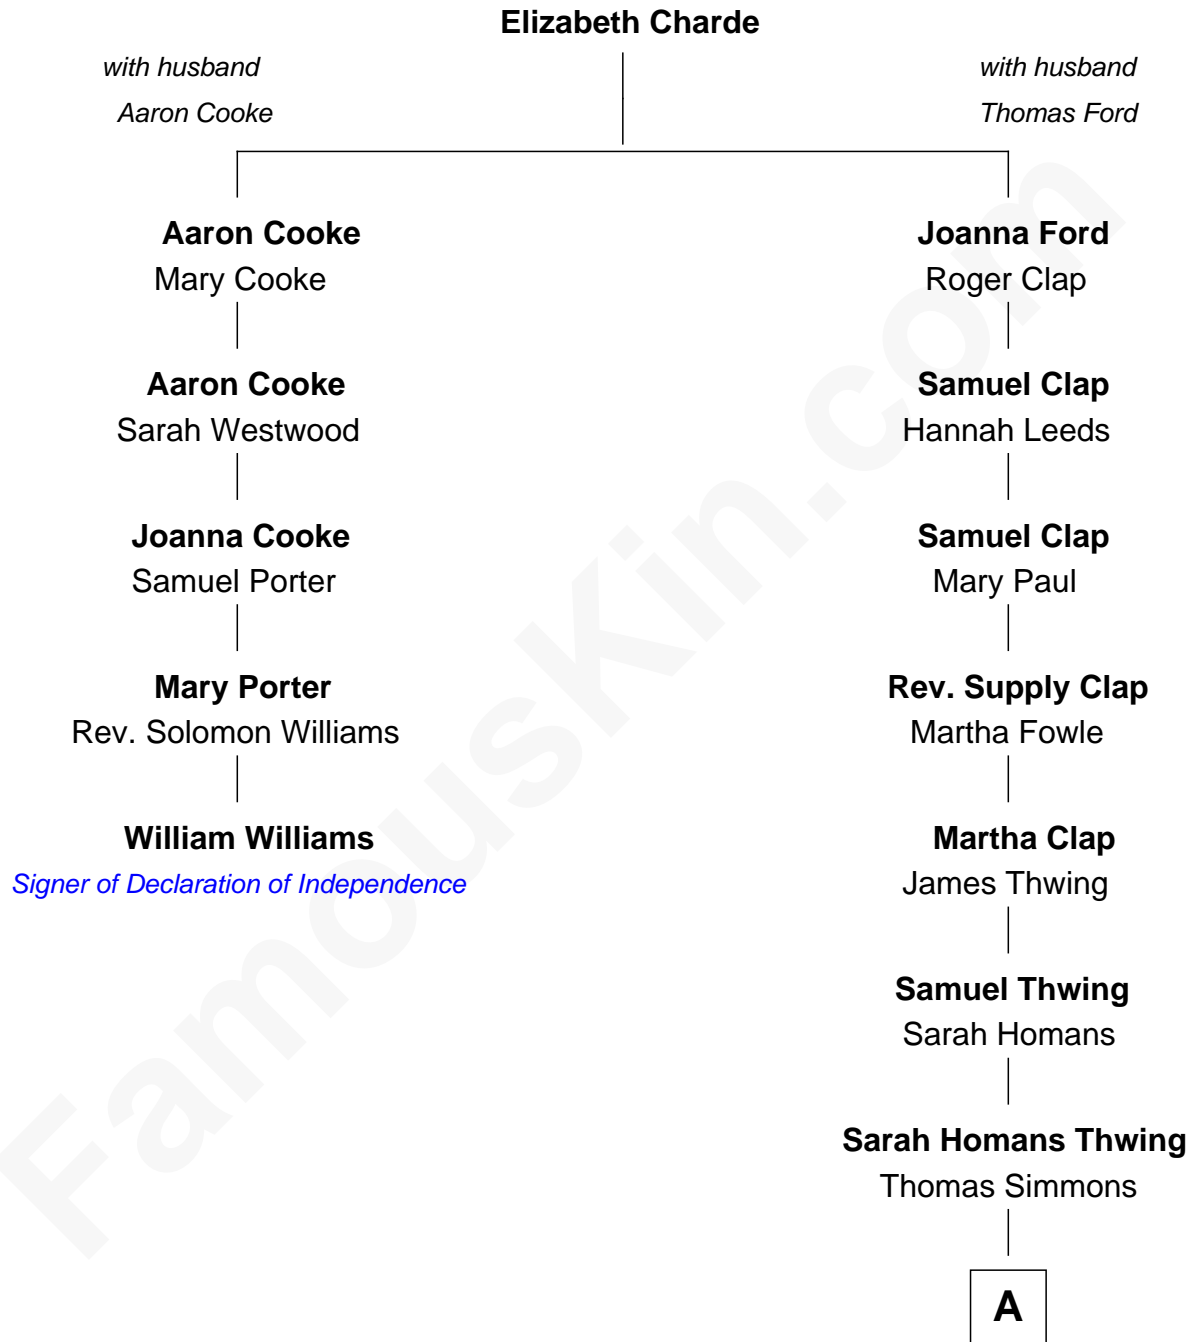 Elizabeth Charde
with husband
Aaron Cooke
with husband
Thomas Ford
Aaron Cooke
Mary Cooke
Aaron Cooke
Sarah Westwood
Joanna Cooke
Samuel Porter
Mary Porter
Rev. Solomon Williams
William Williams
Signer of Declaration of Independence
Joanna Ford
Roger Clap
Samuel Clap
Hannah Leeds
Samuel Clap
Mary Paul
Rev. Supply Clap
Martha Fowle
Martha Clap
James Thwing
Samuel Thwing
Sarah Homans
Sarah Homans Thwing
Thomas Simmons
A
FamousKin.com